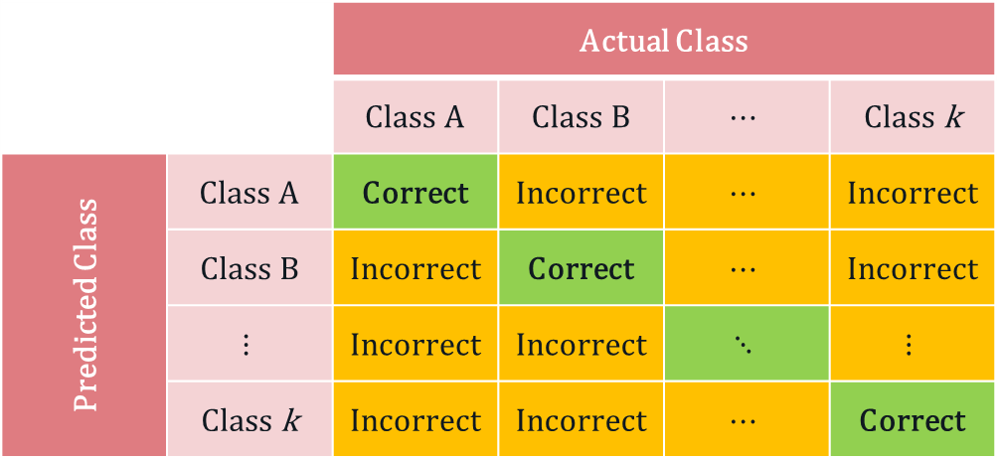 Actual Class
Class A Class B ⋯ Class k
Predicted Class
Class A Correct Incorrect ⋯ Incorrect
Class B Incorrect Correct ⋯ Incorrect
⋮ Incorrect Incorrect ⋱ ⋮
Class k Incorrect Incorrect ⋯ Correct